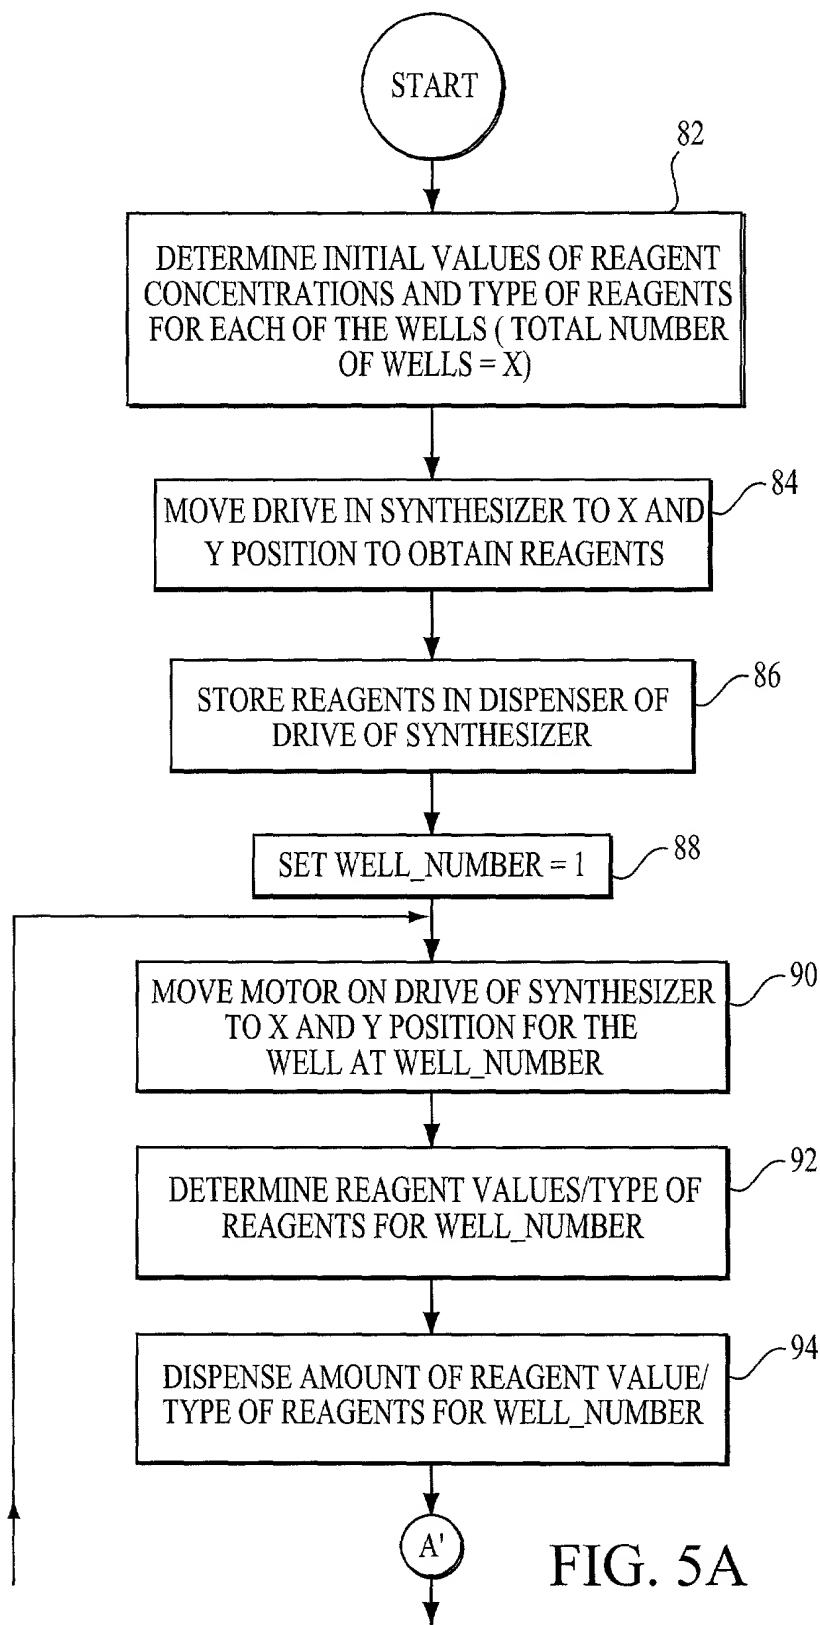 START
82
DETERMINE INITIAL VALUES OF REAGENT
CONCENTRATIONS AND TYPE OF REAGENTS
FOR EACH OF THE WELLS ( TOTAL NUMBER
OF WELLS = X)
84
MOVE DRIVE IN SYNTHESIZER TO X AND
Y POSITION TO OBTAIN REAGENTS
86
STORE REAGENTS IN DISPENSER OF
DRIVE OF SYNTHESIZER
88
SET WELL_NUMBER = 1
90
MOVE MOTOR ON DRIVE OF SYNTHESIZER
TO X AND Y POSITION FOR THE
WELL AT WELL_NUMBER
92
DETERMINE REAGENT VALUES/TYPE OF
REAGENTS FOR WELL_NUMBER
94
DISPENSE AMOUNT OF REAGENT VALUE/
TYPE OF REAGENTS FOR WELL_NUMBER
A'
FIG. 5A